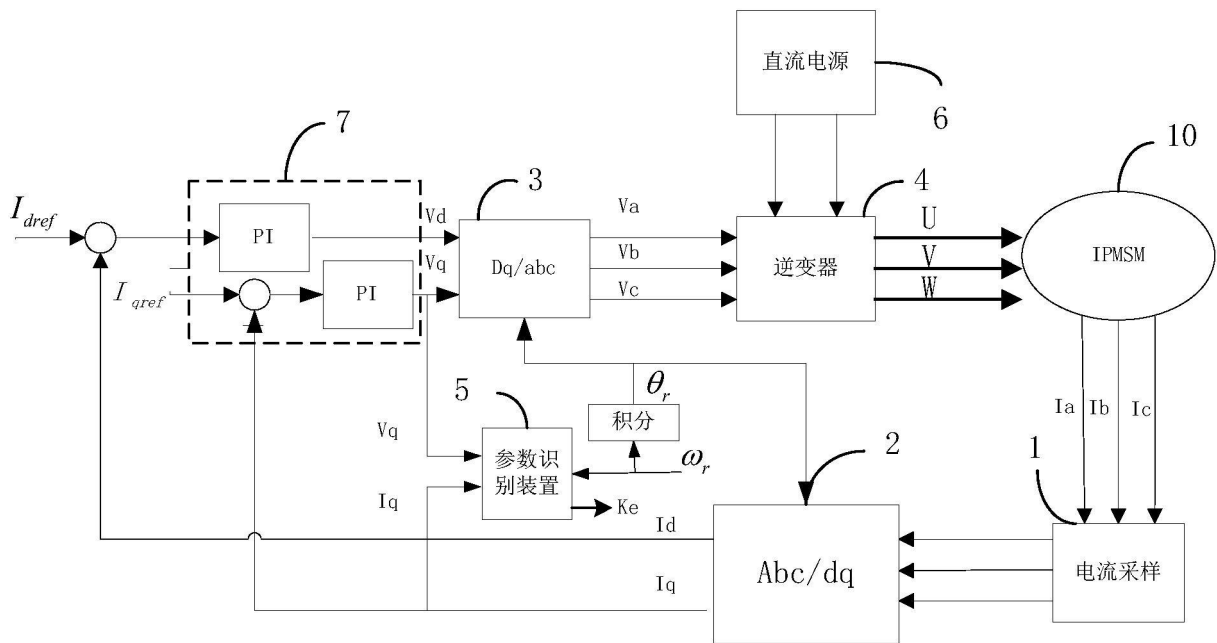 直流电源
6
7
10
3
4
I_dref
PI
Vd
Va
U
Dq/abc
Vb
逆变器
V
IPMSM
Vq
I_qref
PI
Vc
W
θ_r
5
积分
Ia
Ib
Ic
Vq
参数识
别装置
ω_r
2
1
Iq
Ke
Id
Abc/dq
电流采样
Iq